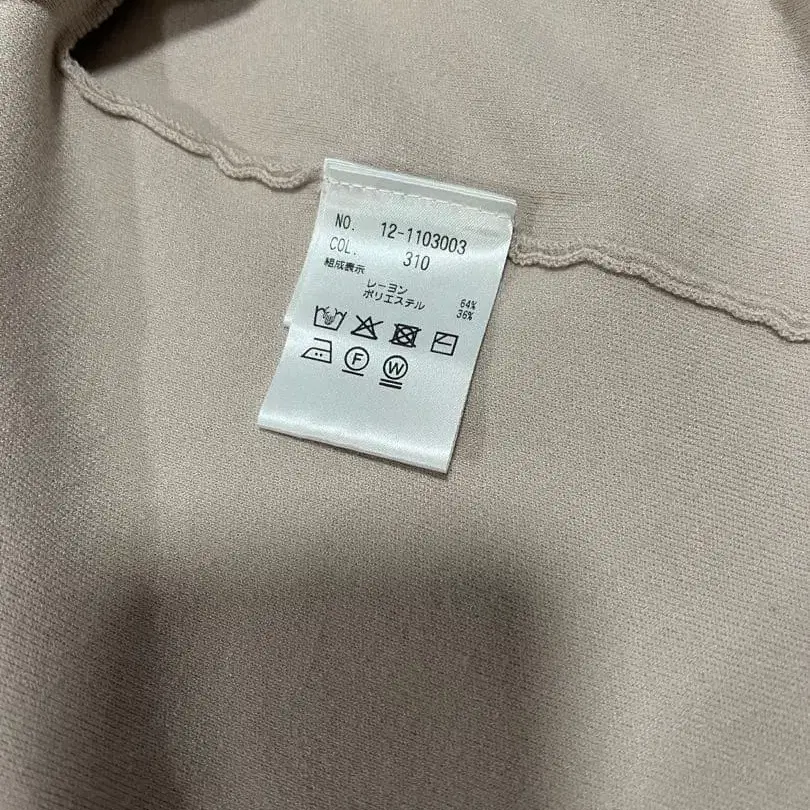 NO. 12-1103003
COL. 310
組成表示
レーヨン 64%
ポリエステル 36%
F W